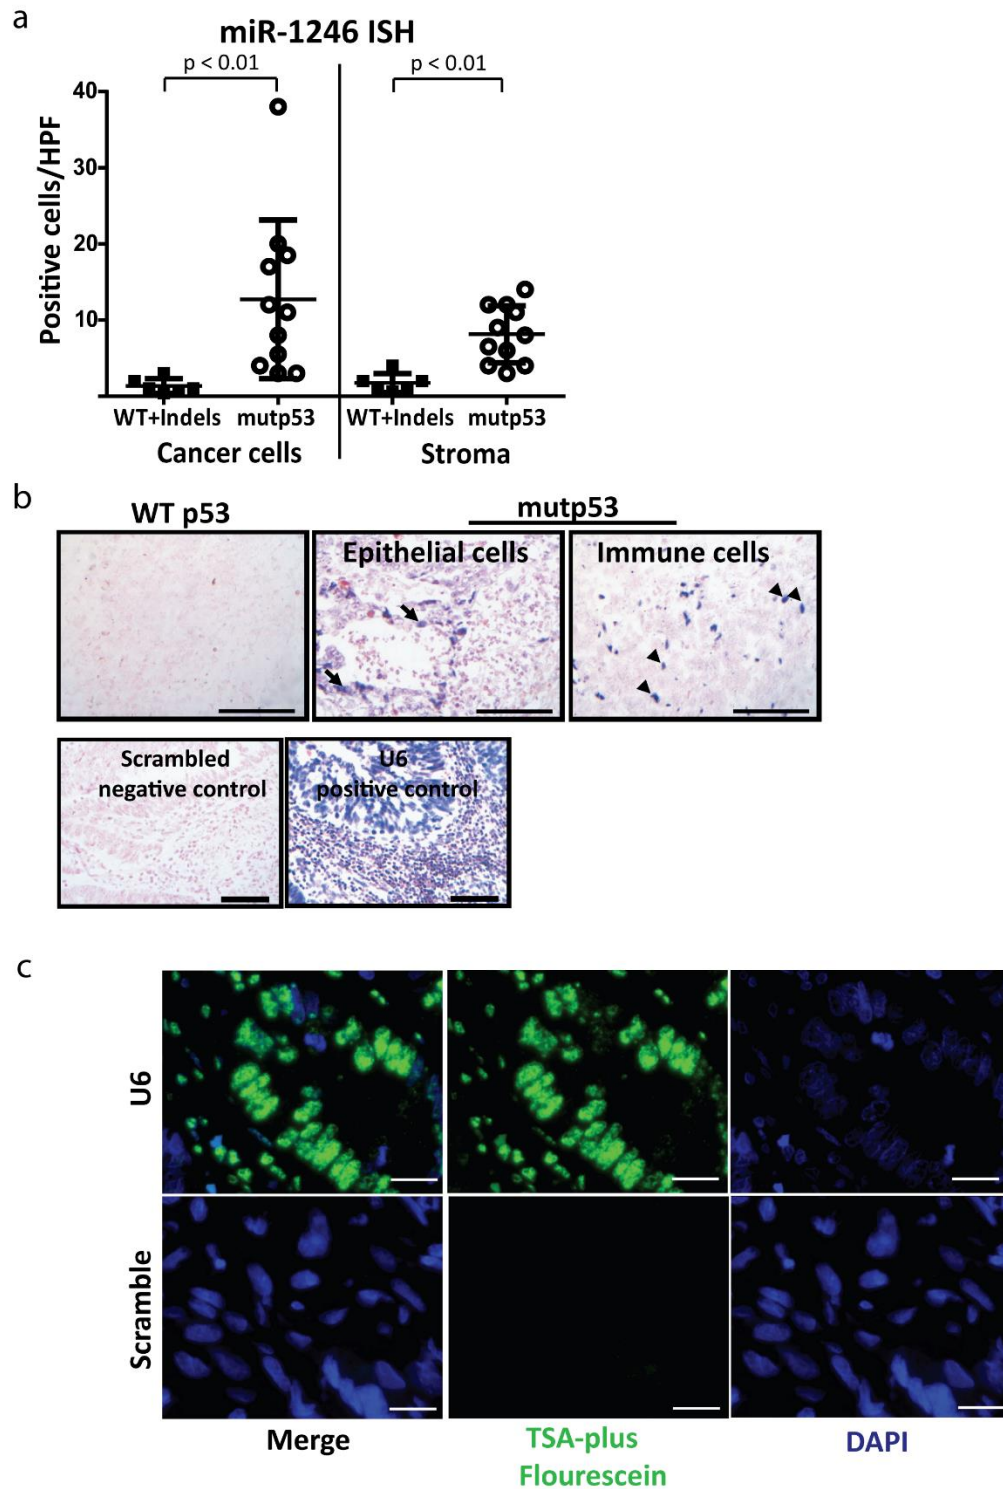 a
miR-1246 ISH
p < 0.01
p < 0.01
Positive cells/HPF
40
30
20
10
WT+Indels
mutp53
WT+Indels
mutp53
Cancer cells
Stroma
b
WT p53
mutp53
Epithelial cells
Immune cells
Scrambled
negative control
U6
positive control
c
U6
Scramble
Merge
TSA-plus
Flourescein
DAPI